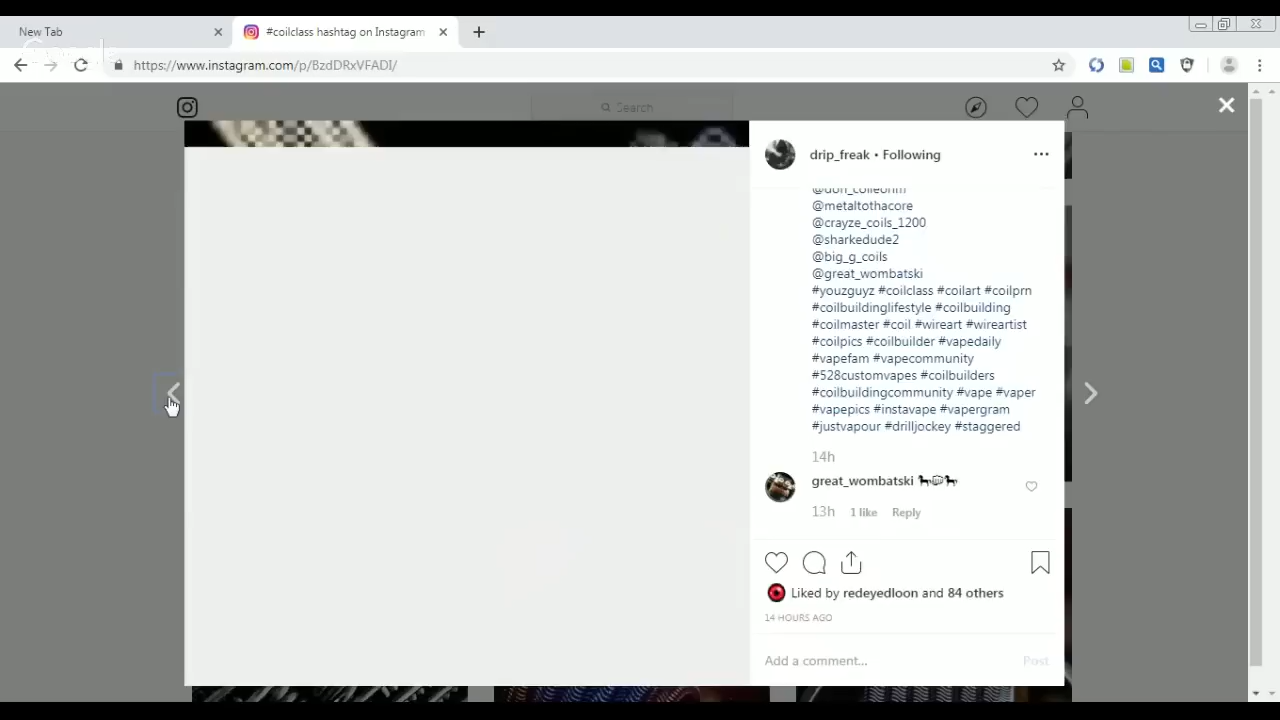 New Tab
#coilclass hashtag on Instagram
https://www.instagram.com/p/BzdDRxVFADI/
Search
drip_freak • Following
@metaltothacore
@crayze_coils_1200
@sharkedude2
@big_g_coils
@great_wombatski
#youzguyz #coilclass #coilart #coilprn
#coilbuildinglifestyle #coilbuilding
#coilmaster #coil #wireart #wireartist
#coilpics #coilbuilder #vapedaily
#vapefam #vapecommunity
#528customvapes #coilbuilders
#coilbuildingcommunity #vape #vaper
#vapepics #instavape #vapergram
#justvapour #drilljockey #staggered
14h
great_wombatski
13h 1 like Reply
Liked by redeyedloon and 84 others
14 HOURS AGO
Add a comment... Post